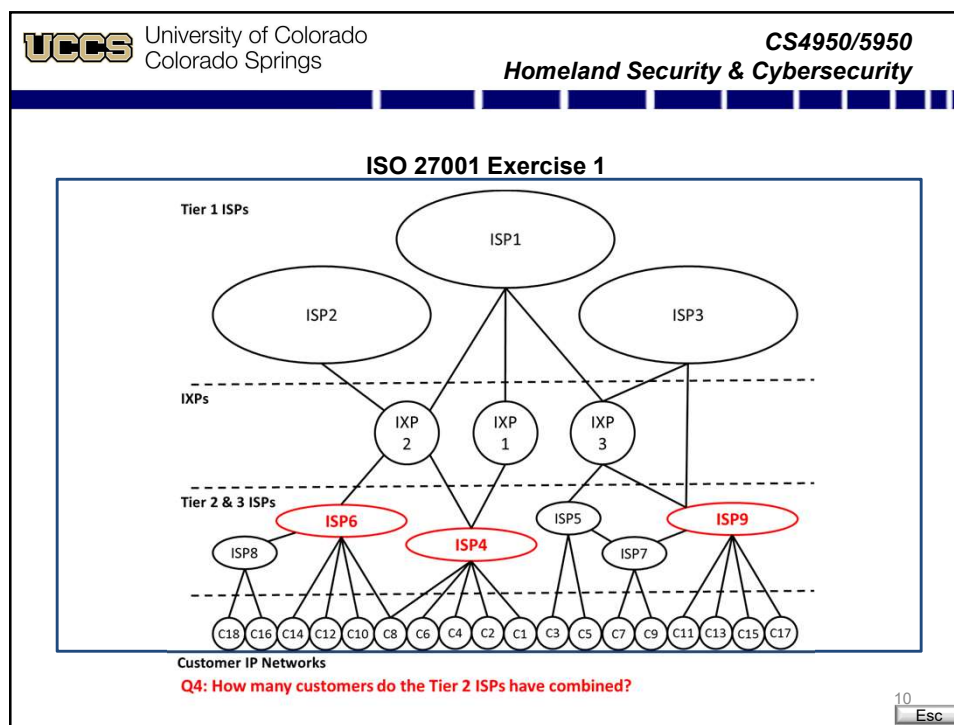 UCCS
University of Colorado
Colorado Springs
CS4950/5950
Homeland Security & Cybersecurity
ISO 27001 Exercise 1
Tier 1 ISPs
ISP1
ISP2
ISP3
IXPs
IXP
2
IXP
1
IXP
3
Tier 2 & 3 ISPs
ISP6
ISP4
ISP5
ISP9
ISP8
ISP7
C18 C16 C14 C12 C10 C8 C6 C4 C2 C1 C3 C5 C7 C9 C11 C13 C15 C17
Customer IP Networks
Q4: How many customers do the Tier 2 ISPs have combined?
10
Esc